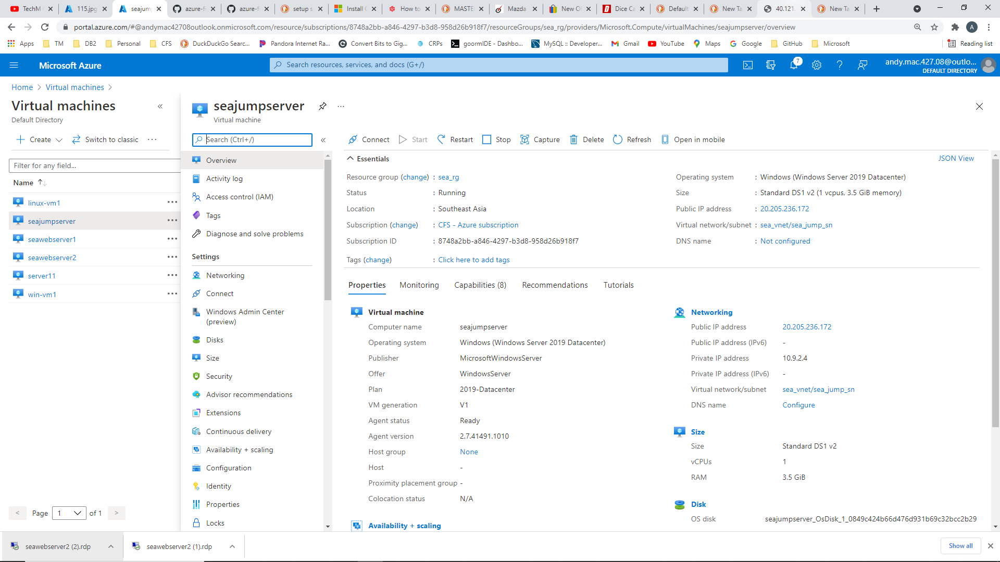 TechM
115.jpg
seajump
azure-fi
azure-f
setup s
Install C
How to
MASTE
Mazda
New O
Dice Ca
Default
New Ta
40.121.
New Ta
portal.azure.com/#@andymac42708outlook.onmicrosoft.com/resource/subscriptions/8748a2bb-a846-4297-b3d8-958d26b918f7/resourceGroups/sea_rg/providers/Microsoft.Compute/virtualMachines/seajumpserver/overview
A
Apps
TM
DB2
Personal
CFS
DuckDuckGo Searc...
Pandora Internet Ra...
Convert Bits to Gig...
CRPs
goormIDE - Dashbo...
MySQL :: Developer...
Gmail
YouTube
Maps
Google
GitHub
Microsoft
Reading list
Microsoft Azure
Search resources, services, and docs (G+/)
7
andy.mac.427.08@outlo...
DEFAULT DIRECTORY
Home > Virtual machines >
Virtual machines
Default Directory
Create
Switch to classic
Filter for any field...
Name
linux-vm1
seajumpserver
seawebserver1
seawebserver2
server11
win-vm1
< Page 1 of 1 >
seajumpserver
Virtual machine
Search (Ctrl+/)
Overview
Activity log
Access control (IAM)
Tags
Diagnose and solve problems
Settings
Networking
Connect
Windows Admin Center
(preview)
Disks
Size
Security
Advisor recommendations
Extensions
Continuous delivery
Availability + scaling
Configuration
Identity
Properties
Locks
Connect
Start
Restart
Stop
Capture
Delete
Refresh
Open in mobile
Essentials
JSON View
Resource group (change) : sea_rg
Status : Running
Location : Southeast Asia
Subscription (change) : CFS - Azure subscription
Subscription ID : 8748a2bb-a846-4297-b3d8-958d26b918f7
Tags (change) : Click here to add tags
Operating system : Windows (Windows Server 2019 Datacenter)
Size : Standard DS1 v2 (1 vcpus, 3.5 GiB memory)
Public IP address : 20.205.236.172
Virtual network/subnet : sea_vnet/sea_jump_sn
DNS name : Not configured
Properties
Monitoring
Capabilities (8)
Recommendations
Tutorials
Virtual machine
Computer name seajumpserver
Operating system Windows (Windows Server 2019 Datacenter)
Publisher MicrosoftWindowsServer
Offer WindowsServer
Plan 2019-Datacenter
VM generation V1
Agent status Ready
Agent version 2.7.41491.1010
Host group None
Host -
Proximity placement group -
Colocation status N/A
Availability + scaling
Networking
Public IP address 20.205.236.172
Public IP address (IPv6) -
Private IP address 10.9.2.4
Private IP address (IPv6) -
Virtual network/subnet sea_vnet/sea_jump_sn
DNS name Configure
Size
Size Standard DS1 v2
vCPUs 1
RAM 3.5 GiB
Disk
OS disk seajumpserver_OsDisk_1_0849c424b66d476d931b69c32bcc2b29
seawebserver2 (2).rdp
seawebserver2 (1).rdp
Show all